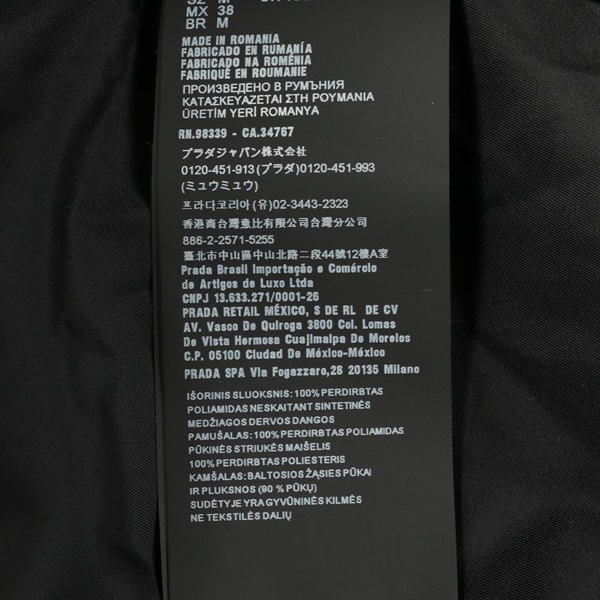 MX 38
BR M
MADE IN ROMANIA
FABRICADO EN RUMANÍA
FABRICADO NA ROMÉNIA
FABRIQUÉ EN ROUMANIE
ПРОИЗВЕДЕНО В РУМЪНИЯ
ΚΑΤΑΣΚΕΥΑΖΕΤΑΙ ΣΤΗ ΡΟΥΜΑΝΙΑ
ÜRETİM YERİ ROMANYA
RN.98339 - CA.34767
プラダジャパン株式会社
0120-451-913(プラダ)0120-451-993
(ミュウミュウ)
프라다코리아(유)02-3443-2323
香港商台灣意比有限公司台灣分公司
886-2-2571-5255
臺北市中山區中山北路二段44號12樓A室
Prada Brasil Importação e Comércio
de Artigos de Luxo Ltda
CNPJ 13.633.271/0001-26
PRADA RETAIL MÉXICO, S DE RL DE CV
AV. Vasco De Quiroga 3800 Col. Lomas
De Vista Hermosa Cuajimalpa De Morelos
C.P. 05100 Ciudad De México-México
PRADA SPA Via Fogazzaro,28 20135 Milano
IŠORINIS SLUOKSNIS: 100% PERDIRBTAS
POLIAMIDAS NESKAITANT SINTETINĖS
MEDŽIAGOS DERVOS DANGOS
PAMUŠALAS: 100% PERDIRBTAS POLIAMIDAS
PŪKINĖS STRIUKĖS MAIŠELIS
100% PERDIRBTAS POLIESTERIS
KAMŠALAS: BALTOSIOS ŽĄSIES PŪKAI
IR PLUKSNOS (90 % PŪKŲ)
SUDĖTYJE YRA GYVŪNINĖS KILMĖS
NE TEKSTILĖS DALIŲ